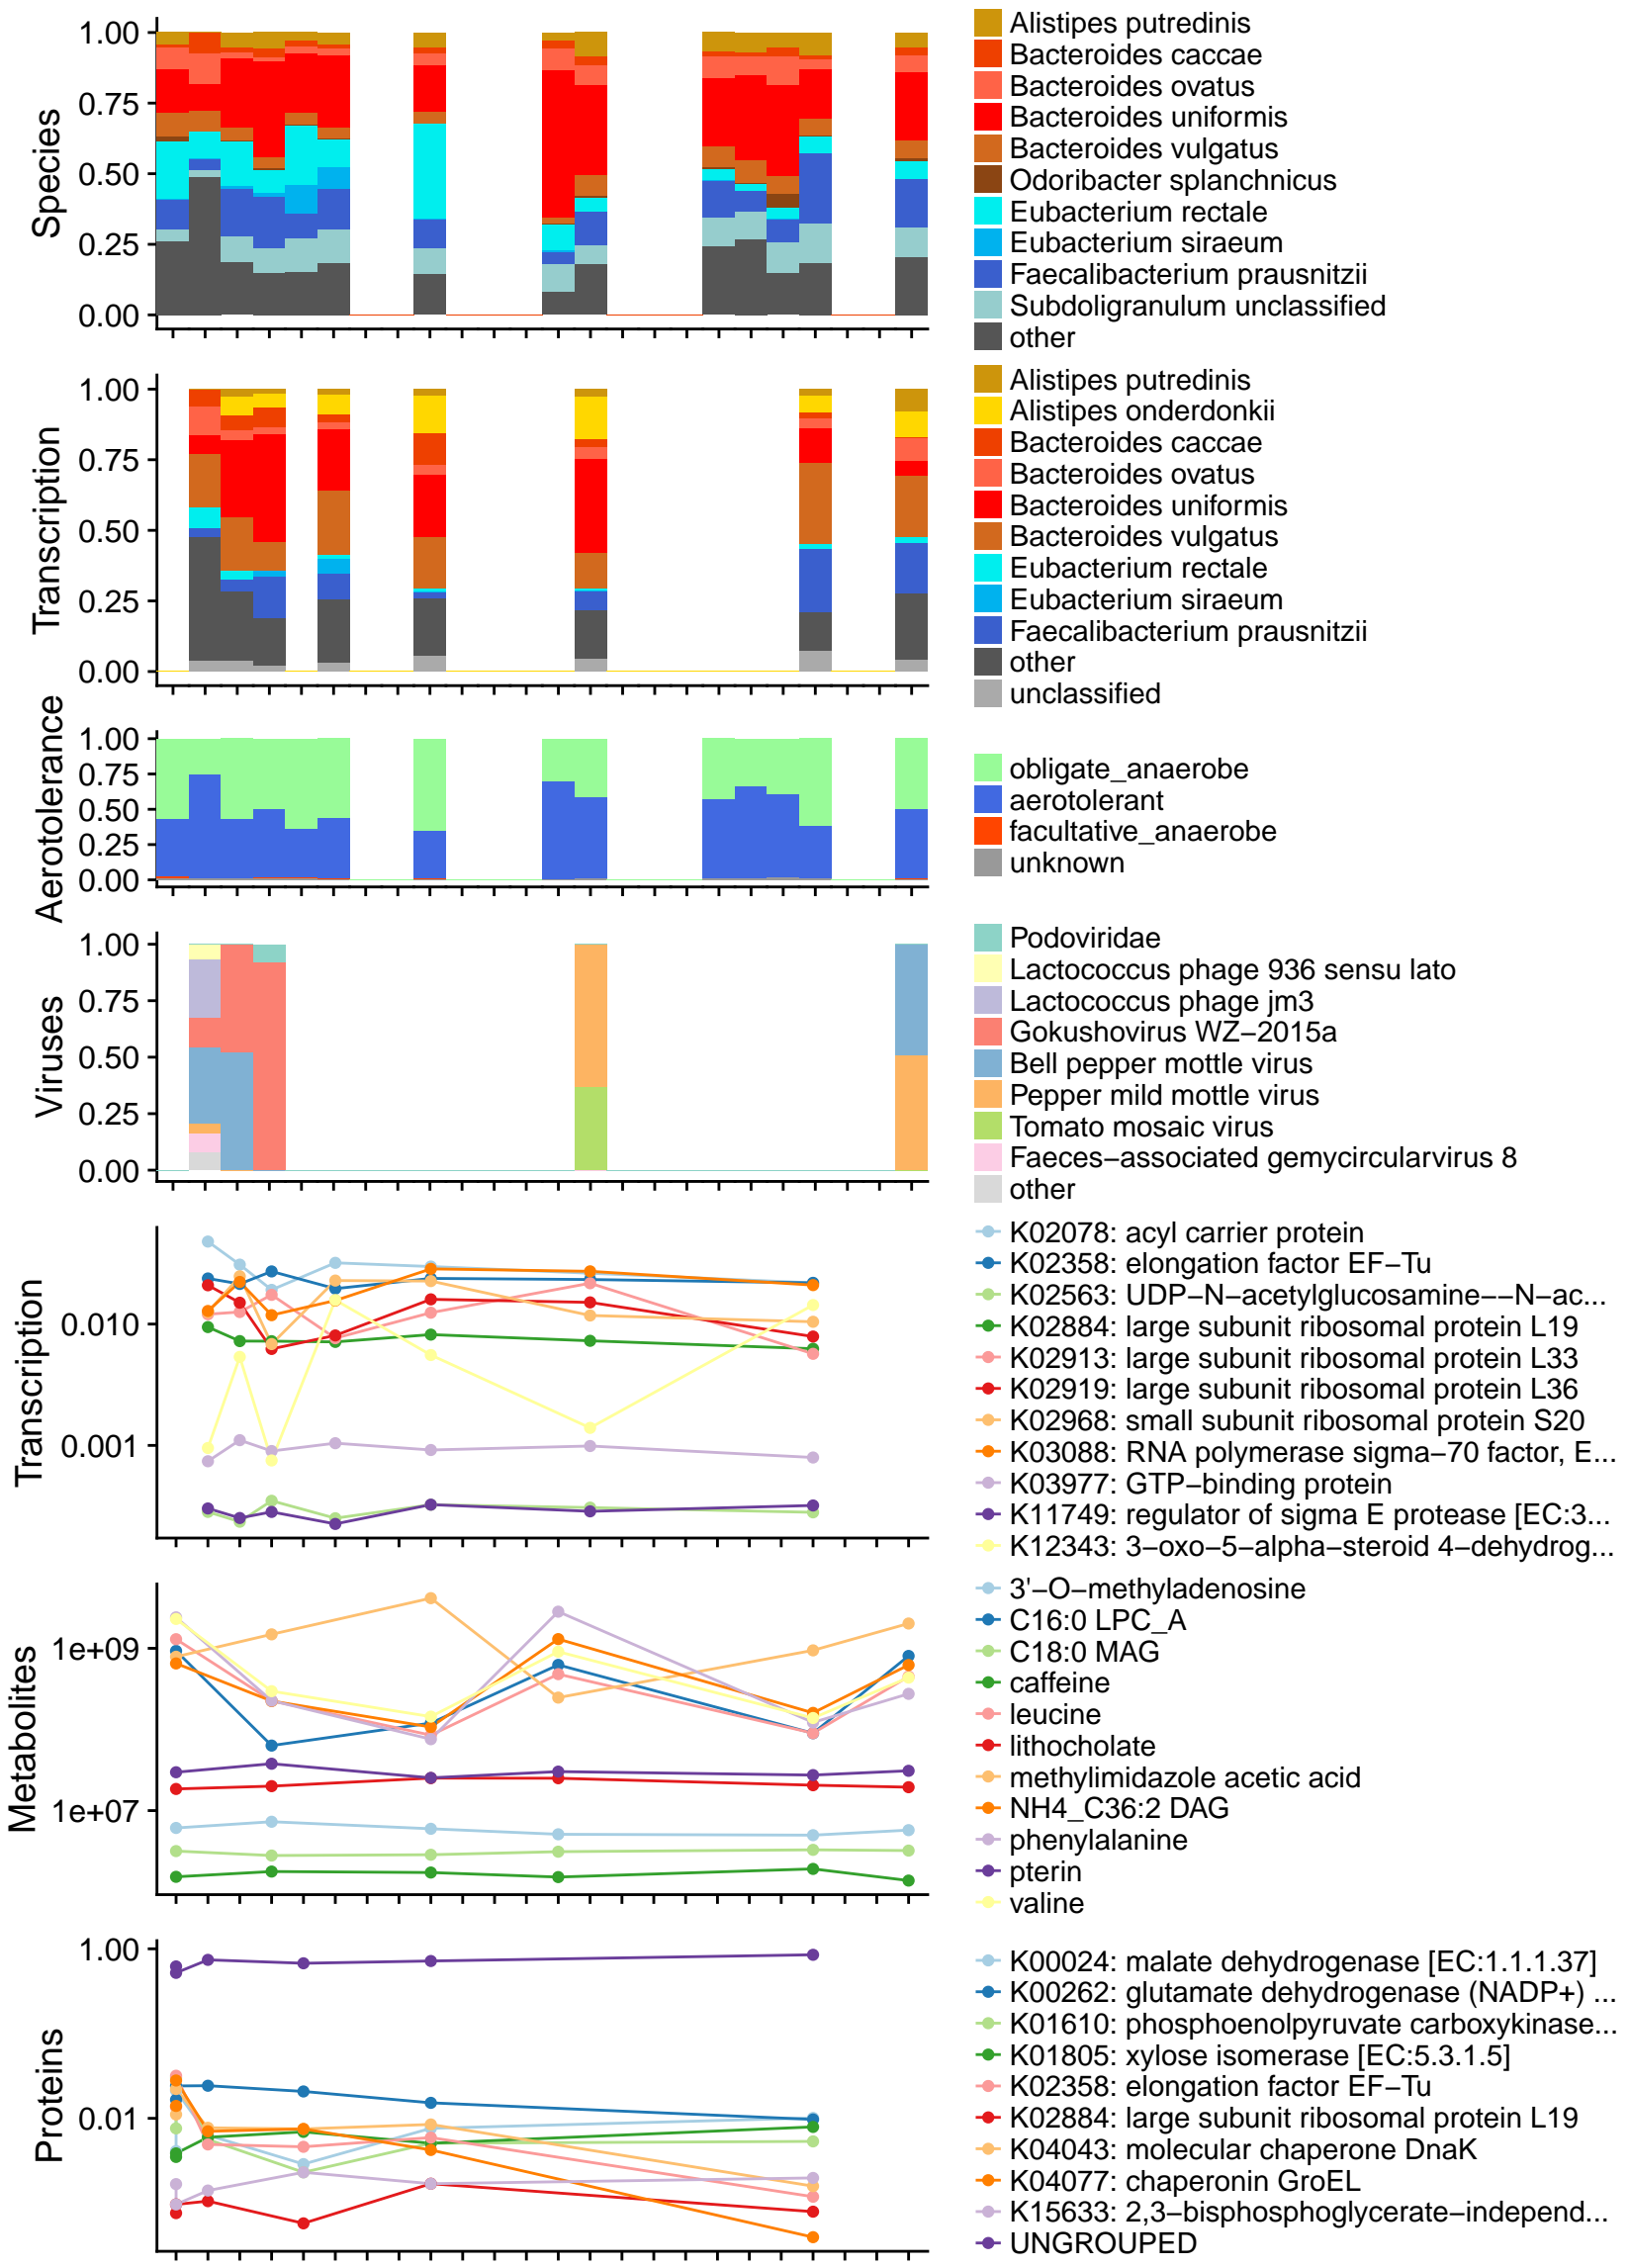 Species
1.00
0.75
0.50
0.25
0.00
Alistipes putredinis
Bacteroides caccae
Bacteroides ovatus
Bacteroides uniformis
Bacteroides vulgatus
Odoribacter splanchnicus
Eubacterium rectale
Eubacterium siraeum
Faecalibacterium prausnitzii
Subdoligranulum unclassified
other
Transcription
1.00
0.75
0.50
0.25
0.00
Alistipes putredinis
Alistipes onderdonkii
Bacteroides caccae
Bacteroides ovatus
Bacteroides uniformis
Bacteroides vulgatus
Eubacterium rectale
Eubacterium siraeum
Faecalibacterium prausnitzii
other
unclassified
Aerotolerance
1.00
0.75
0.50
0.25
0.00
obligate_anaerobe
aerotolerant
facultative_anaerobe
unknown
Viruses
1.00
0.75
0.50
0.25
0.00
Podoviridae
Lactococcus phage 936 sensu lato
Lactococcus phage jm3
Gokushovirus WZ−2015a
Bell pepper mottle virus
Pepper mild mottle virus
Tomato mosaic virus
Faeces−associated gemycircularvirus 8
other
Transcription
0.010
0.001
K02078: acyl carrier protein
K02358: elongation factor EF−Tu
K02563: UDP−N−acetylglucosamine−−N−ac...
K02884: large subunit ribosomal protein L19
K02913: large subunit ribosomal protein L33
K02919: large subunit ribosomal protein L36
K02968: small subunit ribosomal protein S20
K03088: RNA polymerase sigma−70 factor, E...
K03977: GTP−binding protein
K11749: regulator of sigma E protease [EC:3...
K12343: 3−oxo−5−alpha−steroid 4−dehydrog...
Metabolites
1e+09
1e+07
3'−O−methyladenosine
C16:0 LPC_A
C18:0 MAG
caffeine
leucine
lithocholate
methylimidazole acetic acid
NH4_C36:2 DAG
phenylalanine
pterin
valine
Proteins
1.00
0.01
K00024: malate dehydrogenase [EC:1.1.1.37]
K00262: glutamate dehydrogenase (NADP+) ...
K01610: phosphoenolpyruvate carboxykinase...
K01805: xylose isomerase [EC:5.3.1.5]
K02358: elongation factor EF−Tu
K02884: large subunit ribosomal protein L19
K04043: molecular chaperone DnaK
K04077: chaperonin GroEL
K15633: 2,3−bisphosphoglycerate−independ...
UNGROUPED